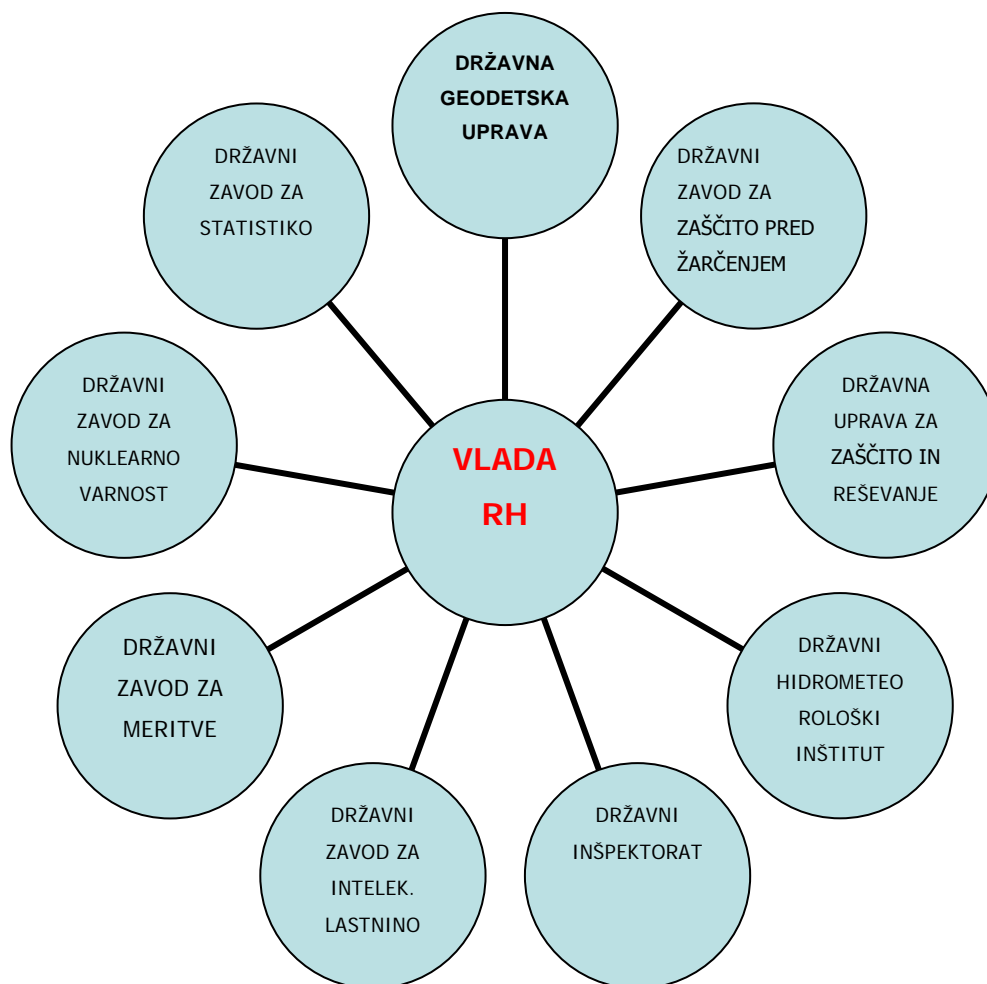 DRŽAVNA
GEODETSKA
UPRAVA
DRŽAVNI
ZAVOD ZA
ZAŠČITO PRED
ŽARČENJEM
DRŽAVNA
UPRAVA ZA
ZAŠČITO IN
REŠEVANJE
DRŽAVNI
HIDROMETEO
ROLOŠKI
INŠTITUT
DRŽAVNI
INŠPEKTORAT
DRŽAVNI
ZAVOD ZA
INTELEK.
LASTNINO
DRŽAVNI
ZAVOD ZA
MERITVE
DRŽAVNI
ZAVOD ZA
NUKLEARNO
VARNOST
DRŽAVNI
ZAVOD ZA
STATISTIKO
VLADA
RH